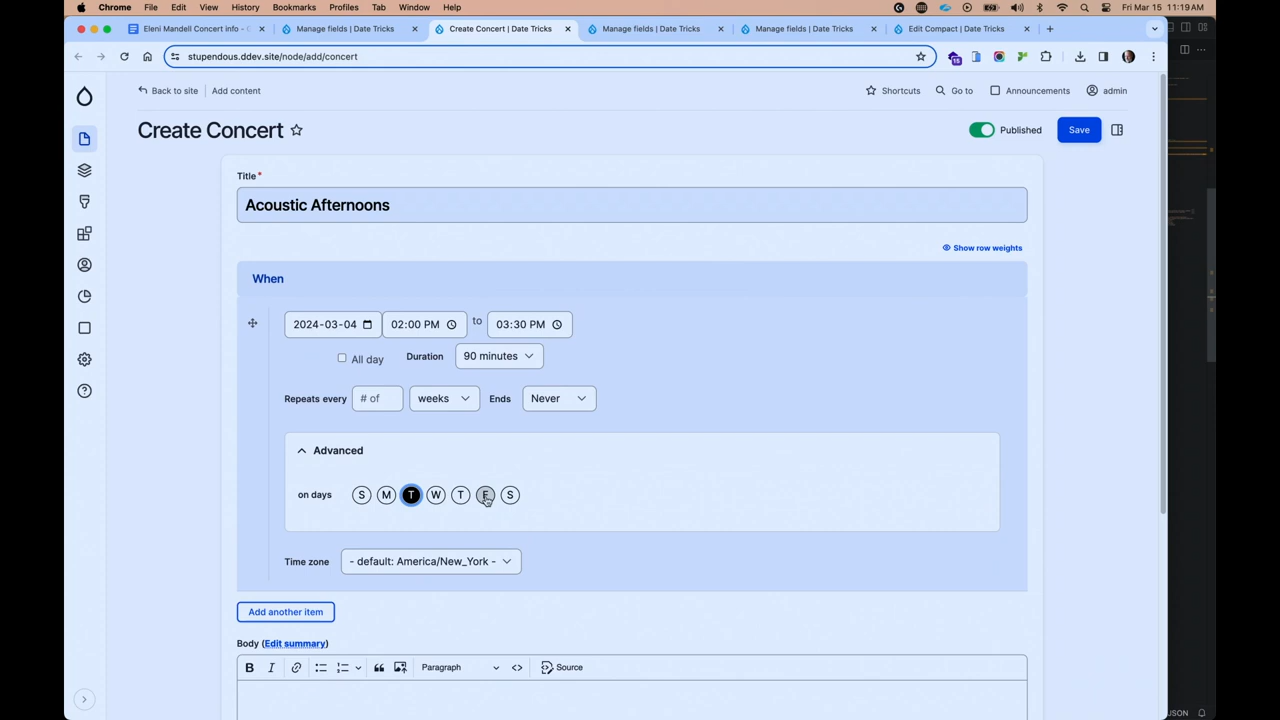 Chrome File Edit View History Bookmarks Profiles Tab Window Help Fri Mar 15 11:19 AM
Eleni Mandell Concert info - Manage fields | Date Tricks Create Concert | Date Tricks Manage fields | Date Tricks Manage fields | Date Tricks Edit Compact | Date Tricks
stupendous.ddev.site/node/add/concert
15
Back to site Add content Shortcuts Go to Announcements admin
Create Concert Published Save
Title*
Acoustic Afternoons
Show row weights
When
2024-03-04 02:00 PM to 03:30 PM
All day Duration 90 minutes
Repeats every # of weeks Ends Never
Advanced
on days S M T W T F S
Time zone - default: America/New_York -
Add another item
Body (Edit summary)
B I Paragraph Source
JSON